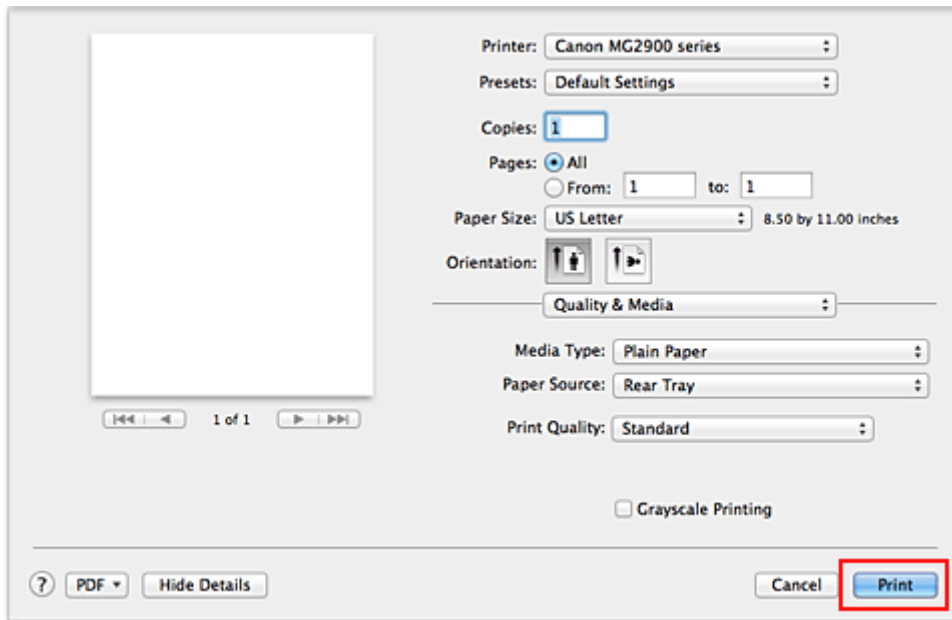 Printer: Canon MG2900 series
Presets: Default Settings
Copies: 1
Pages: All
From: 1 to: 1
Paper Size: US Letter 8.50 by 11.00 inches
Orientation:
Quality & Media
Media Type: Plain Paper
Paper Source: Rear Tray
1 of 1
Print Quality: Standard
Grayscale Printing
? PDF Hide Details Cancel Print